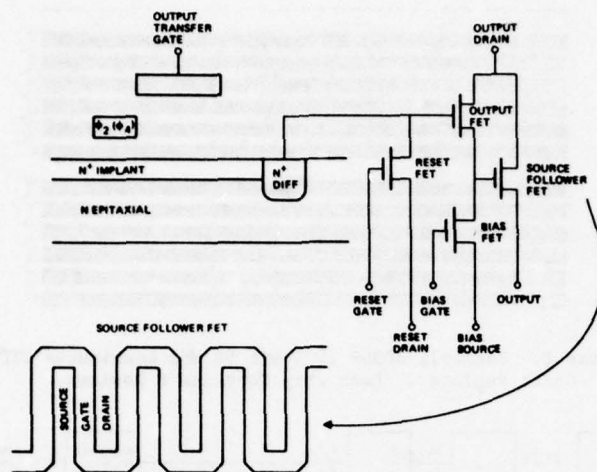 OUTPUT
TRANSFER
GATE
OUTPUT
DRAIN
OUTPUT
FET
ϕ2 (ϕ4)
N+ IMPLANT
N+
DIFF
RESET
FET
SOURCE
FOLLOWER
FET
N EPITAXIAL
BIAS
FET
RESET
GATE
BIAS
GATE
OUTPUT
RESET
DRAIN
BIAS
SOURCE
SOURCE FOLLOWER FET
SOURCE
GATE
DRAIN